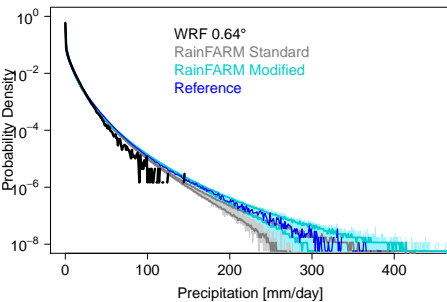 10^0
10^-2
10^-4
10^-6
10^-8
Probability Density
WRF 0.64°
RainFARM Standard
RainFARM Modified
Reference
0 100 200 300 400
Precipitation [mm/day]